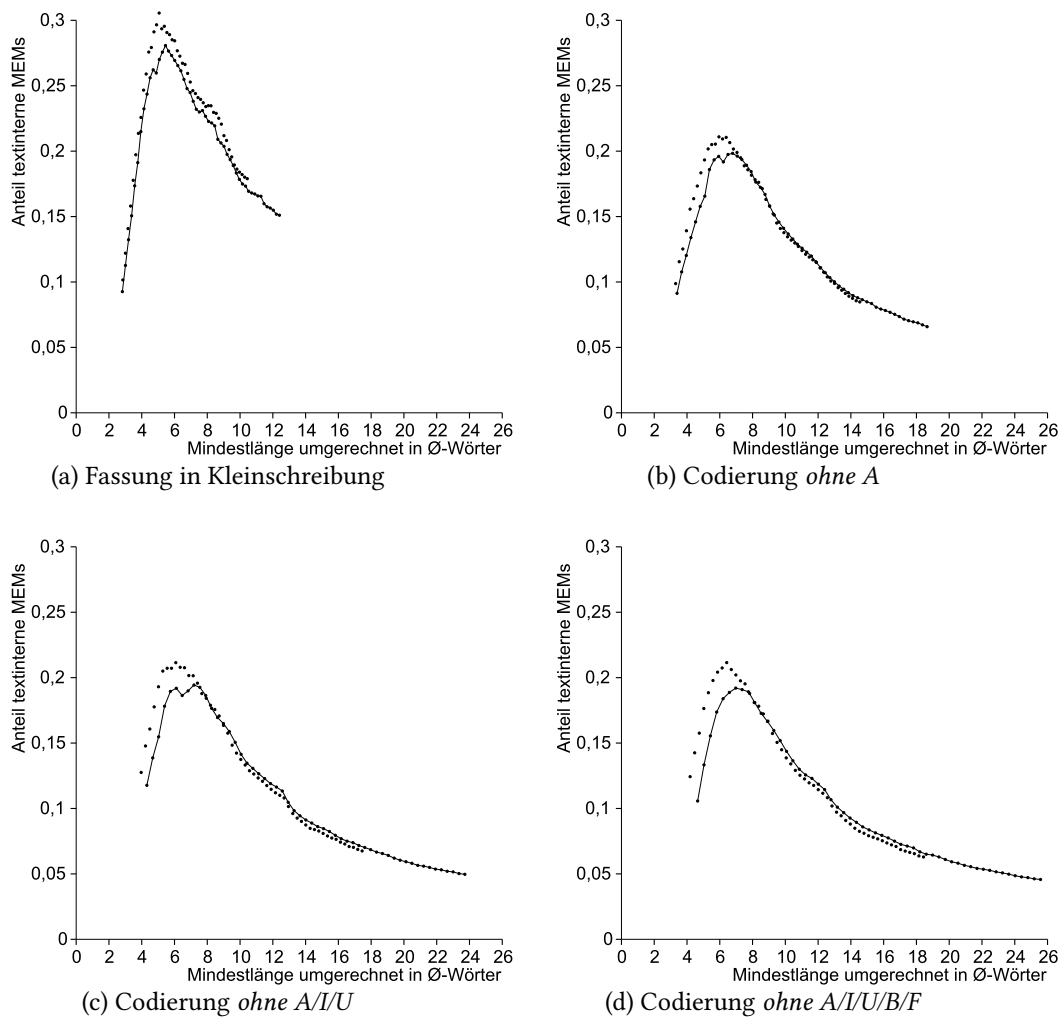 0,3
0,25
0,2
0,15
0,1
0,05
0
Anteil textinterne MEMs
0 2 4 6 8 10 12 14 16 18 20 22 24 26
Mindestlänge umgerechnet in Ø-Wörter
(a) Fassung in Kleinschreibung
0,3
0,25
0,2
0,15
0,1
0,05
0
Anteil textinterne MEMs
0 2 4 6 8 10 12 14 16 18 20 22 24 26
Mindestlänge umgerechnet in Ø-Wörter
(b) Codierung ohne A
0,3
0,25
0,2
0,15
0,1
0,05
0
Anteil textinterne MEMs
0 2 4 6 8 10 12 14 16 18 20 22 24 26
Mindestlänge umgerechnet in Ø-Wörter
(c) Codierung ohne A/I/U
0,3
0,25
0,2
0,15
0,1
0,05
0
Anteil textinterne MEMs
0 2 4 6 8 10 12 14 16 18 20 22 24 26
Mindestlänge umgerechnet in Ø-Wörter
(d) Codierung ohne A/I/U/B/F